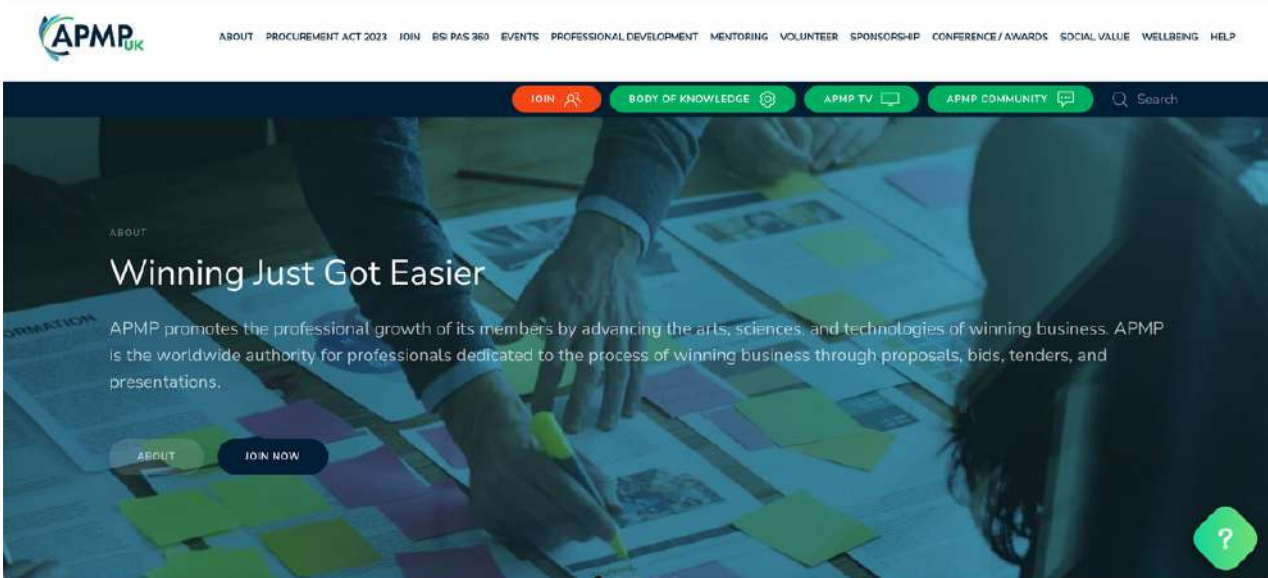 APMP UK
ABOUT PROCUREMENT ACT 2023 JOIN BSI PAS 360 EVENTS PROFESSIONAL DEVELOPMENT MENTORING VOLUNTEER SPONSORSHIP CONFERENCE / AWARDS SOCIAL VALUE WELLBEING HELP
JOIN BODY OF KNOWLEDGE APMP TV APMP COMMUNITY Search
ABOUT
Winning Just Got Easier
APMP promotes the professional growth of its members by advancing the arts, sciences, and technologies of winning business. APMP
is the worldwide authority for professionals dedicated to the process of winning business through proposals, bids, tenders, and
presentations.
ABOUT JOIN NOW
?